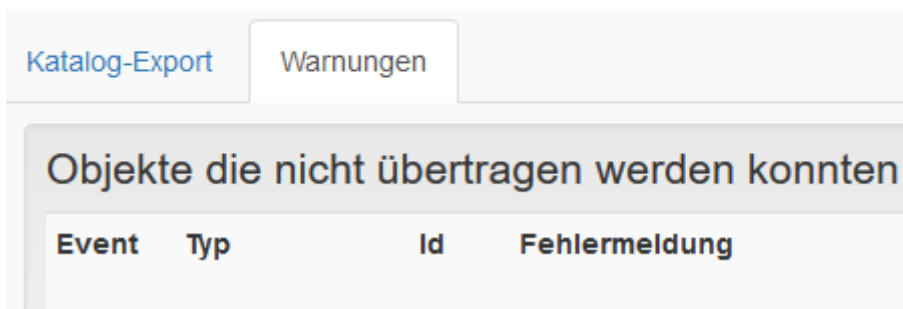 Katalog-Export Warnungen
Objekte die nicht übertragen werden konnten
Event Typ Id Fehlermeldung